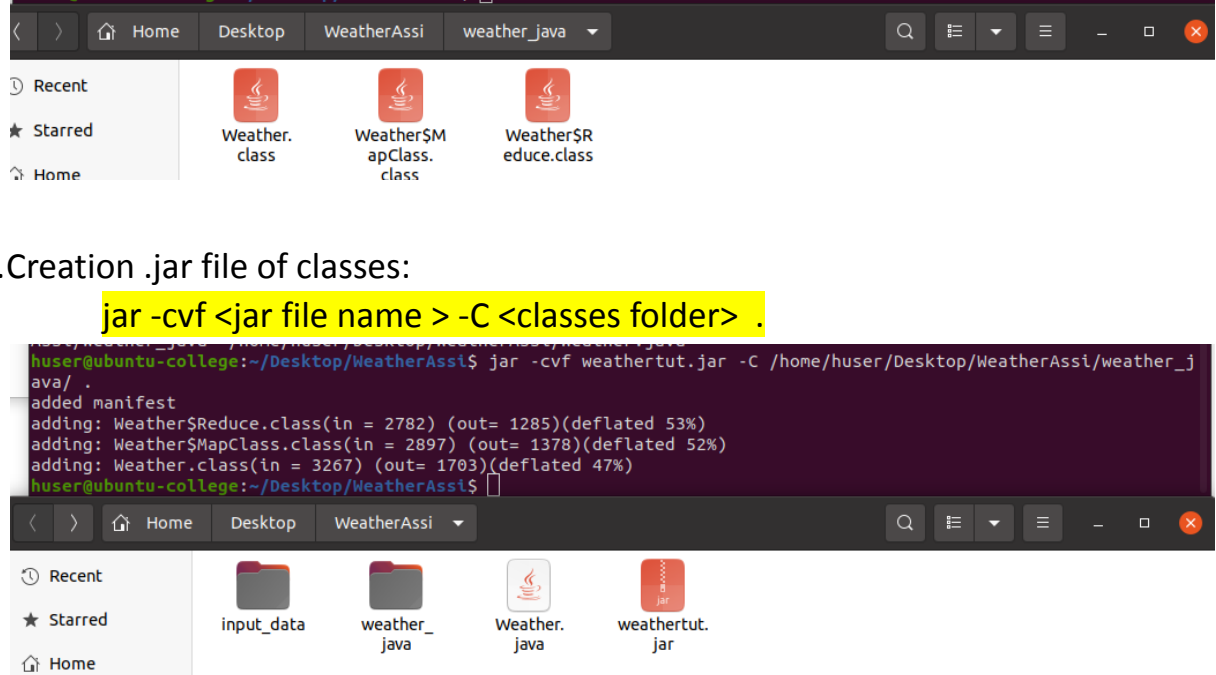 Home Desktop WeatherAssi weather_java
Recent
Starred
Home
Weather.
class
Weather$M
apClass.
class
Weather$R
educe.class
.Creation .jar file of classes:
jar -cvf <jar file name > -C <classes folder> .
huser@ubuntu-college:~/Desktop/WeatherAssi$ jar -cvf weathertut.jar -C /home/huser/Desktop/WeatherAssi/weather_j
ava/ .
added manifest
adding: Weather$Reduce.class(in = 2782) (out= 1285)(deflated 53%)
adding: Weather$MapClass.class(in = 2897) (out= 1378)(deflated 52%)
adding: Weather.class(in = 3267) (out= 1703)(deflated 47%)
huser@ubuntu-college:~/Desktop/WeatherAssi$
Home Desktop WeatherAssi
Recent
Starred
Home
input_data
weather_
java
Weather.
java
jar
weathertut.
jar